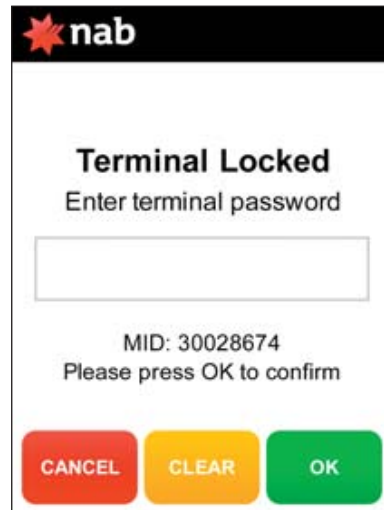 nab
Terminal Locked
Enter terminal password
MID: 30028674
Please press OK to confirm
CANCEL CLEAR OK